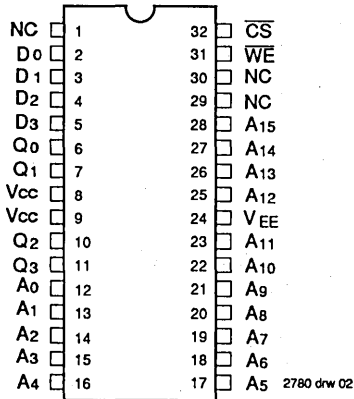 NC 1 32 C̅S̅
D0 2 31 W̅E̅
D1 3 30 NC
D2 4 29 NC
D3 5 28 A15
Q0 6 27 A14
Q1 7 26 A13
Vcc 8 25 A12
Vcc 9 24 VEE
Q2 10 23 A11
Q3 11 22 A10
A0 12 21 A9
A1 13 20 A8
A2 14 19 A7
A3 15 18 A6
A4 16 17 A5 2780 drw 02